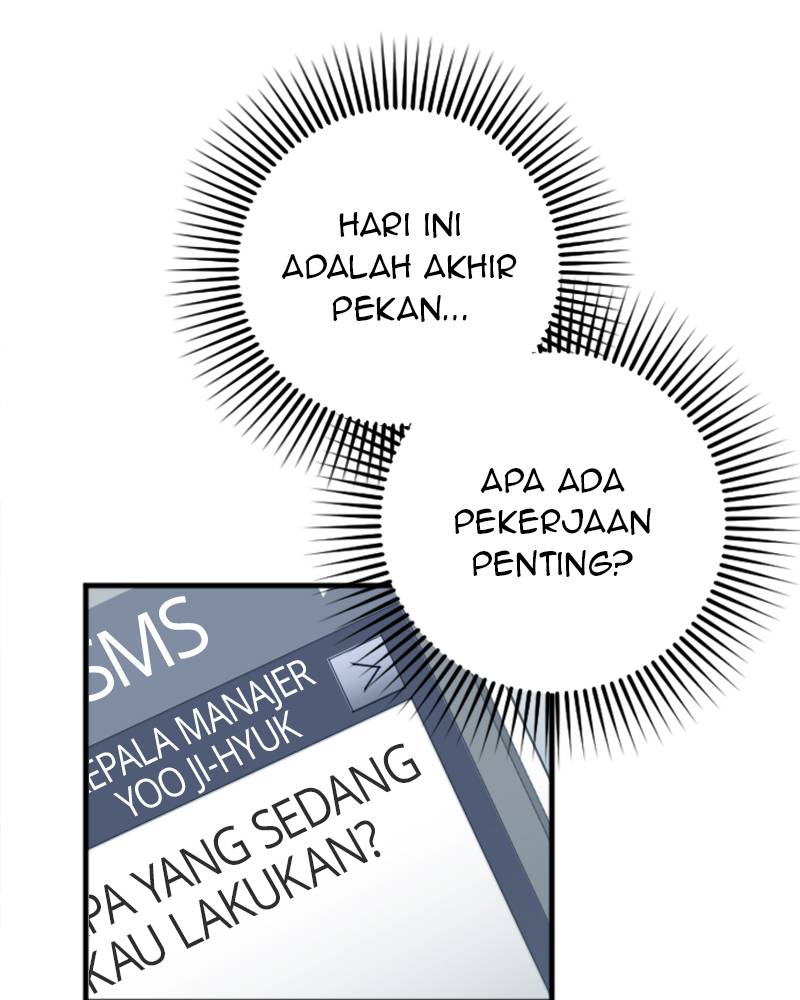 HARI INI
ADALAH AKHIR
PEKAN...
APA ADA
PEKERJAAN
PENTING?
SMS
EPALA MANAJER
YOO JI-HYUK
PA YANG SEDANG
KAU LAKUKAN?